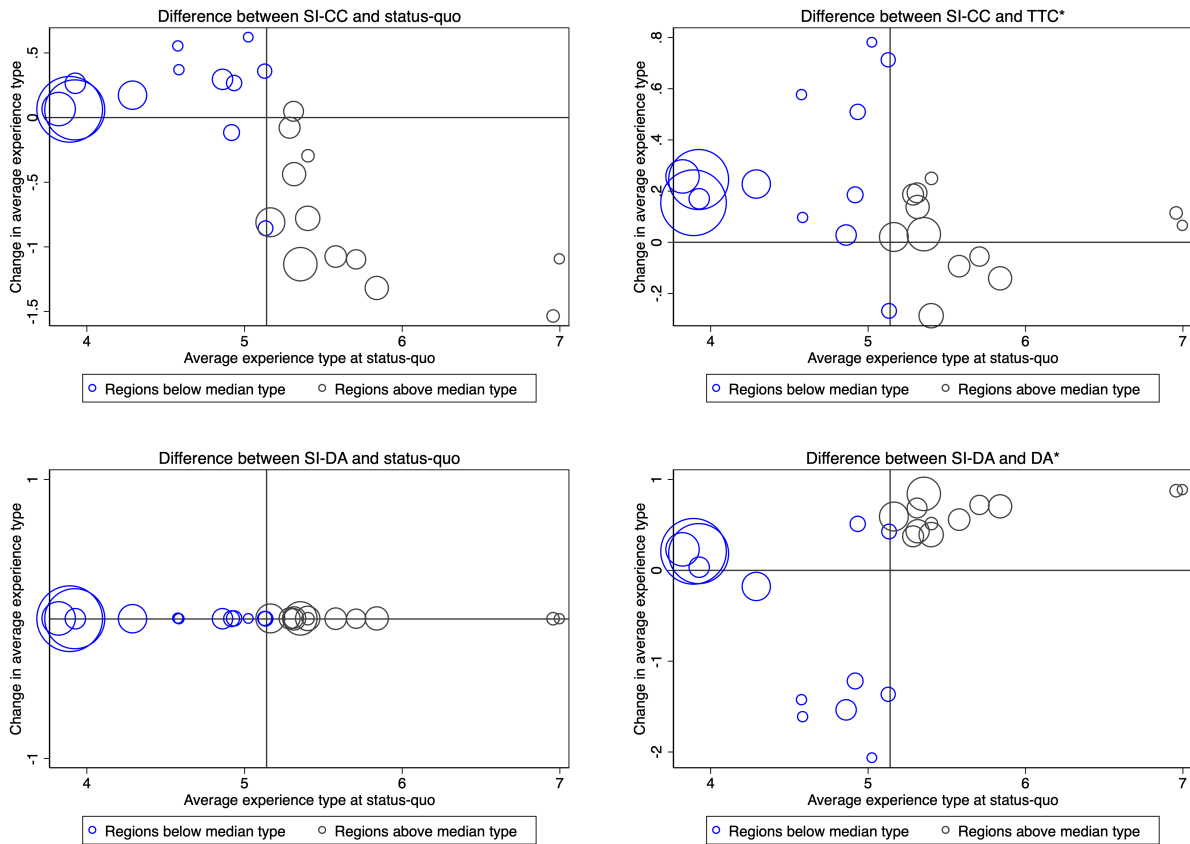 Difference between SI-CC and status-quo
Change in average experience type
.5
0
-.5
-1
-1.5
4 5 6 7
Average experience type at status-quo
Regions below median type Regions above median type
Difference between SI-CC and TTC*
Change in average experience type
.8
.6
.4
.2
0
-.2
4 5 6 7
Average experience type at status-quo
Regions below median type Regions above median type
Difference between SI-DA and status-quo
Change in average experience type
1
-1
4 5 6 7
Average experience type at status-quo
Regions below median type Regions above median type
Difference between SI-DA and DA*
Change in average experience type
1
0
-1
-2
4 5 6 7
Average experience type at status-quo
Regions below median type Regions above median type